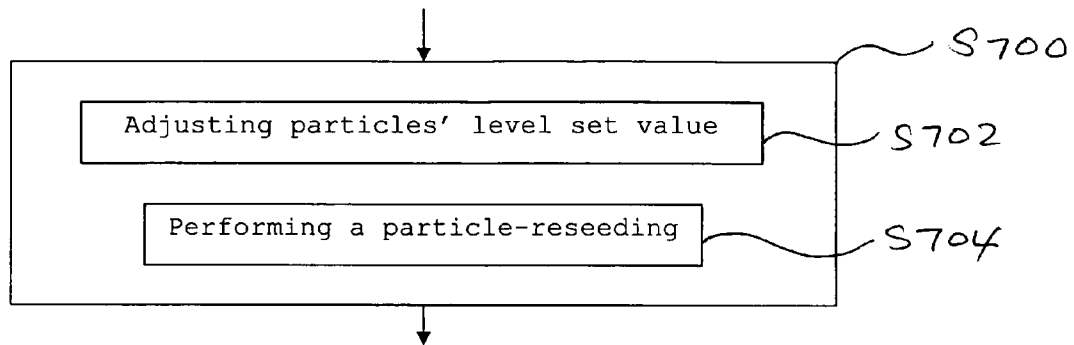 S700
Adjusting particles' level set value
S702
Performing a particle-reseeding
S704